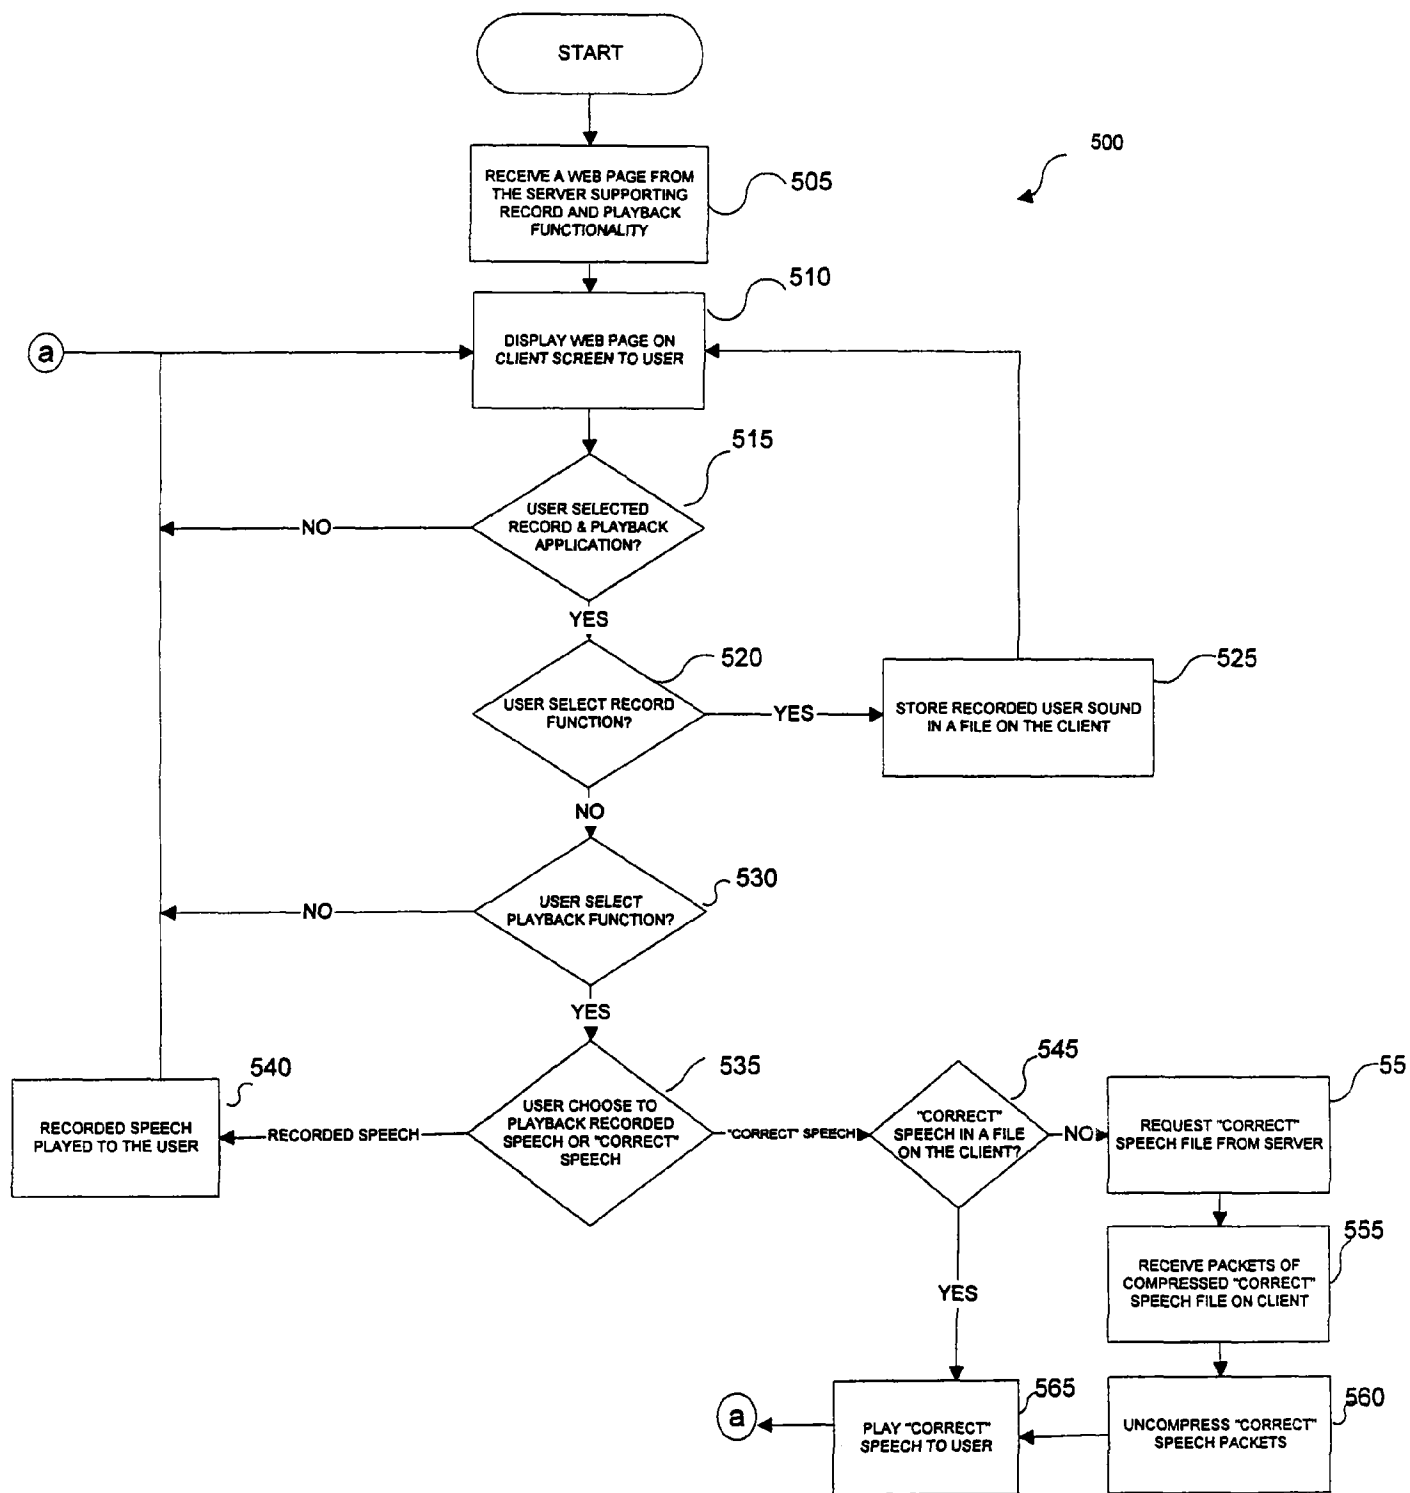 START
500
RECEIVE A WEB PAGE FROM
THE SERVER SUPPORTING
RECORD AND PLAYBACK
FUNCTIONALITY
505
510
a
DISPLAY WEB PAGE ON
CLIENT SCREEN TO USER
515
USER SELECTED
RECORD & PLAYBACK
APPLICATION?
NO
YES
520
USER SELECT RECORD
FUNCTION?
YES
525
STORE RECORDED USER SOUND
IN A FILE ON THE CLIENT
NO
530
USER SELECT
PLAYBACK FUNCTION?
NO
YES
540
RECORDED SPEECH
PLAYED TO THE USER
RECORDED SPEECH
535
USER CHOOSE TO
PLAYBACK RECORDED
SPEECH OR "CORRECT"
SPEECH
"CORRECT" SPEECH
545
"CORRECT"
SPEECH IN A FILE
ON THE CLIENT?
NO
55
REQUEST "CORRECT"
SPEECH FILE FROM SERVER
555
RECEIVE PACKETS OF
COMPRESSED "CORRECT"
SPEECH FILE ON CLIENT
YES
560
UNCOMPRESS "CORRECT"
SPEECH PACKETS
565
PLAY "CORRECT"
SPEECH TO USER
a